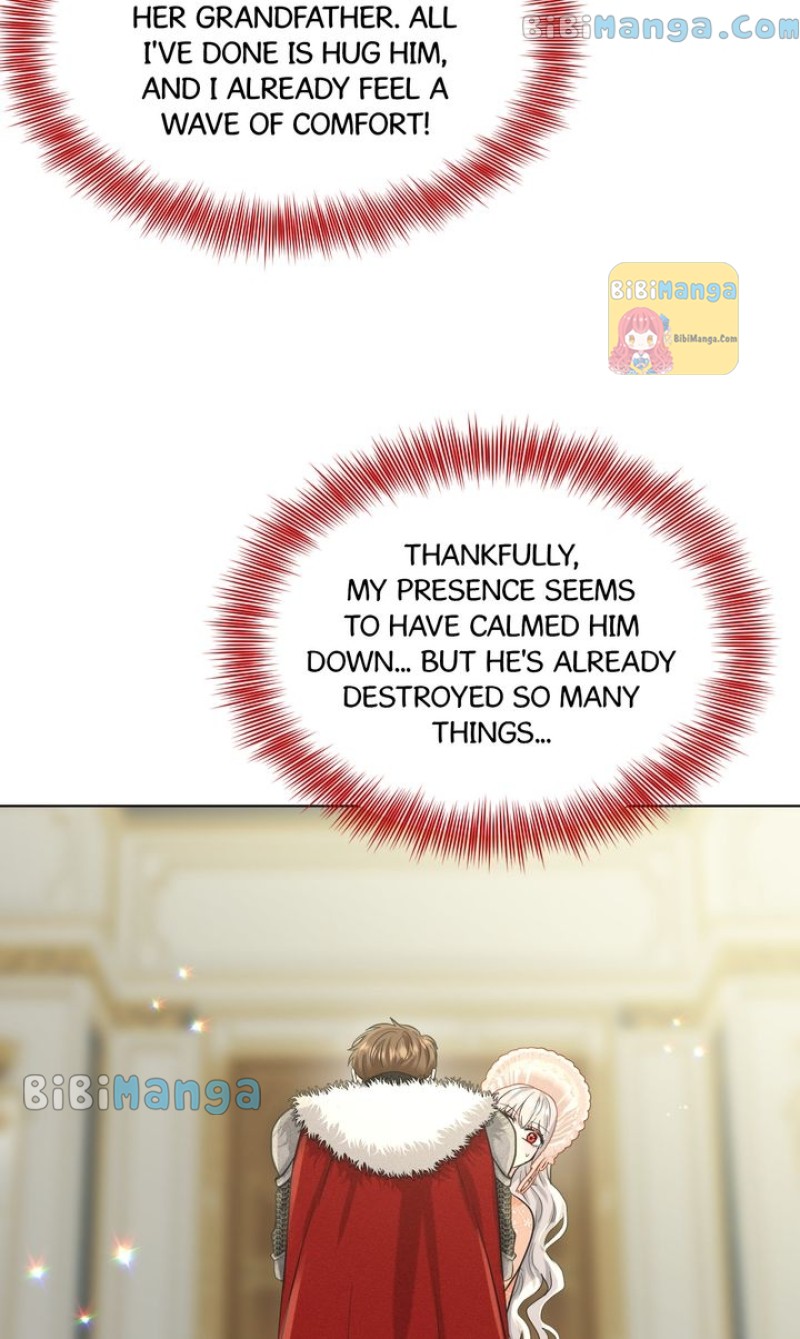 HER GRANDFATHER. ALL
I'VE DONE IS HUG HIM,
AND I ALREADY FEEL A
WAVE OF COMFORT!
BiBiManga.Com
BiBiManga
BibiManga.Com
THANKFULLY,
MY PRESENCE SEEMS
TO HAVE CALMED HIM
DOWN... BUT HE'S ALREADY
DESTROYED SO MANY
THINGS...
BiBiManga